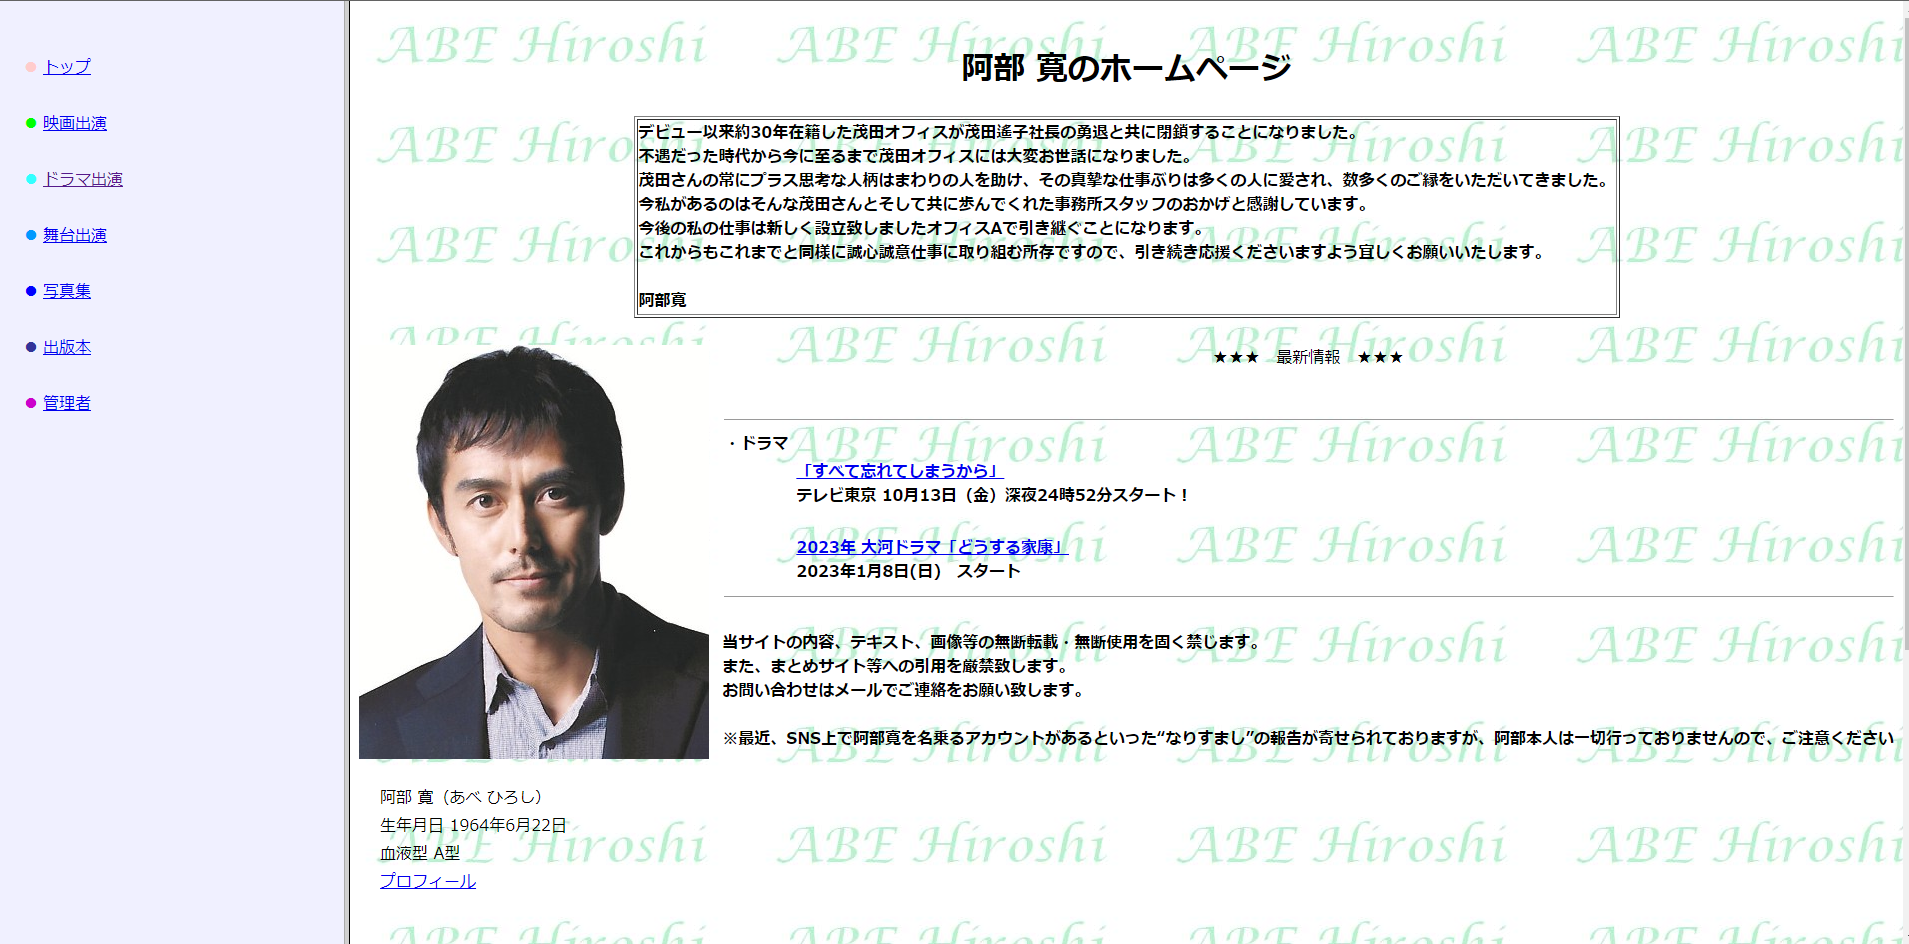 トップ
映画出演
ドラマ出演
舞台出演
写真集
出版本
管理者
ABE Hiroshi
阿部 寛のホームページ
デビュー以来約30年在籍した茂田オフィスが茂田遙子社長の勇退と共に閉鎖することになりました。
不遇だった時代から今に至るまで茂田オフィスには大変お世話になりました。
茂田さんの常にプラス思考な人柄はまわりの人を助け、その真摯な仕事ぶりは多くの人に愛され、数多くのご縁をいただいてきました。
今私があるのはそんな茂田さんとそして共に歩んでくれた事務所スタッフのおかげと感謝しています。
今後の私の仕事は新しく設立致しましたオフィスAで引き継ぐことになります。
これからもこれまでと同様に誠心誠意仕事に取り組む所存ですので、引き続き応援くださいますよう宜しくお願いいたします。
阿部寛
★★★　最新情報　★★★
・ドラマ
「すべて忘れてしまうから」
テレビ東京 10月13日（金）深夜24時52分スタート！
2023年 大河ドラマ「どうする家康」
2023年1月8日(日)　スタート
当サイトの内容、テキスト、画像等の無断転載・無断使用を固く禁じます。
また、まとめサイト等への引用を厳禁致します。
お問い合わせはメールでご連絡をお願い致します。
※最近、SNS上で阿部寛を名乗るアカウントがあるといった“なりすまし”の報告が寄せられておりますが、阿部本人は一切行っておりませんので、ご注意ください
阿部 寛（あべ ひろし）
生年月日 1964年6月22日
血液型 A型
プロフィール